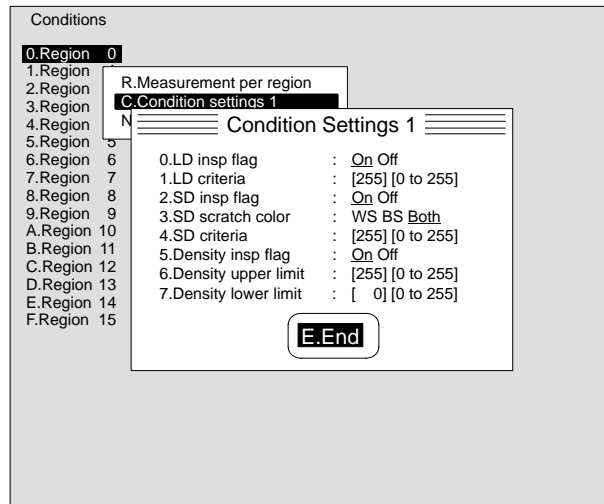 Conditions
0.Region 0
1.Region
2.Region
3.Region
4.Region
5.Region 5
6.Region 6
7.Region 7
8.Region 8
9.Region 9
A.Region 10
B.Region 11
C.Region 12
D.Region 13
E.Region 14
F.Region 15
R.Measurement per region
C.Condition settings 1
N
Condition Settings 1
0.LD insp flag : On Off
1.LD criteria : [255] [0 to 255]
2.SD insp flag : On Off
3.SD scratch color : WS BS Both
4.SD criteria : [255] [0 to 255]
5.Density insp flag : On Off
6.Density upper limit : [255] [0 to 255]
7.Density lower limit : [ 0] [0 to 255]
E.End